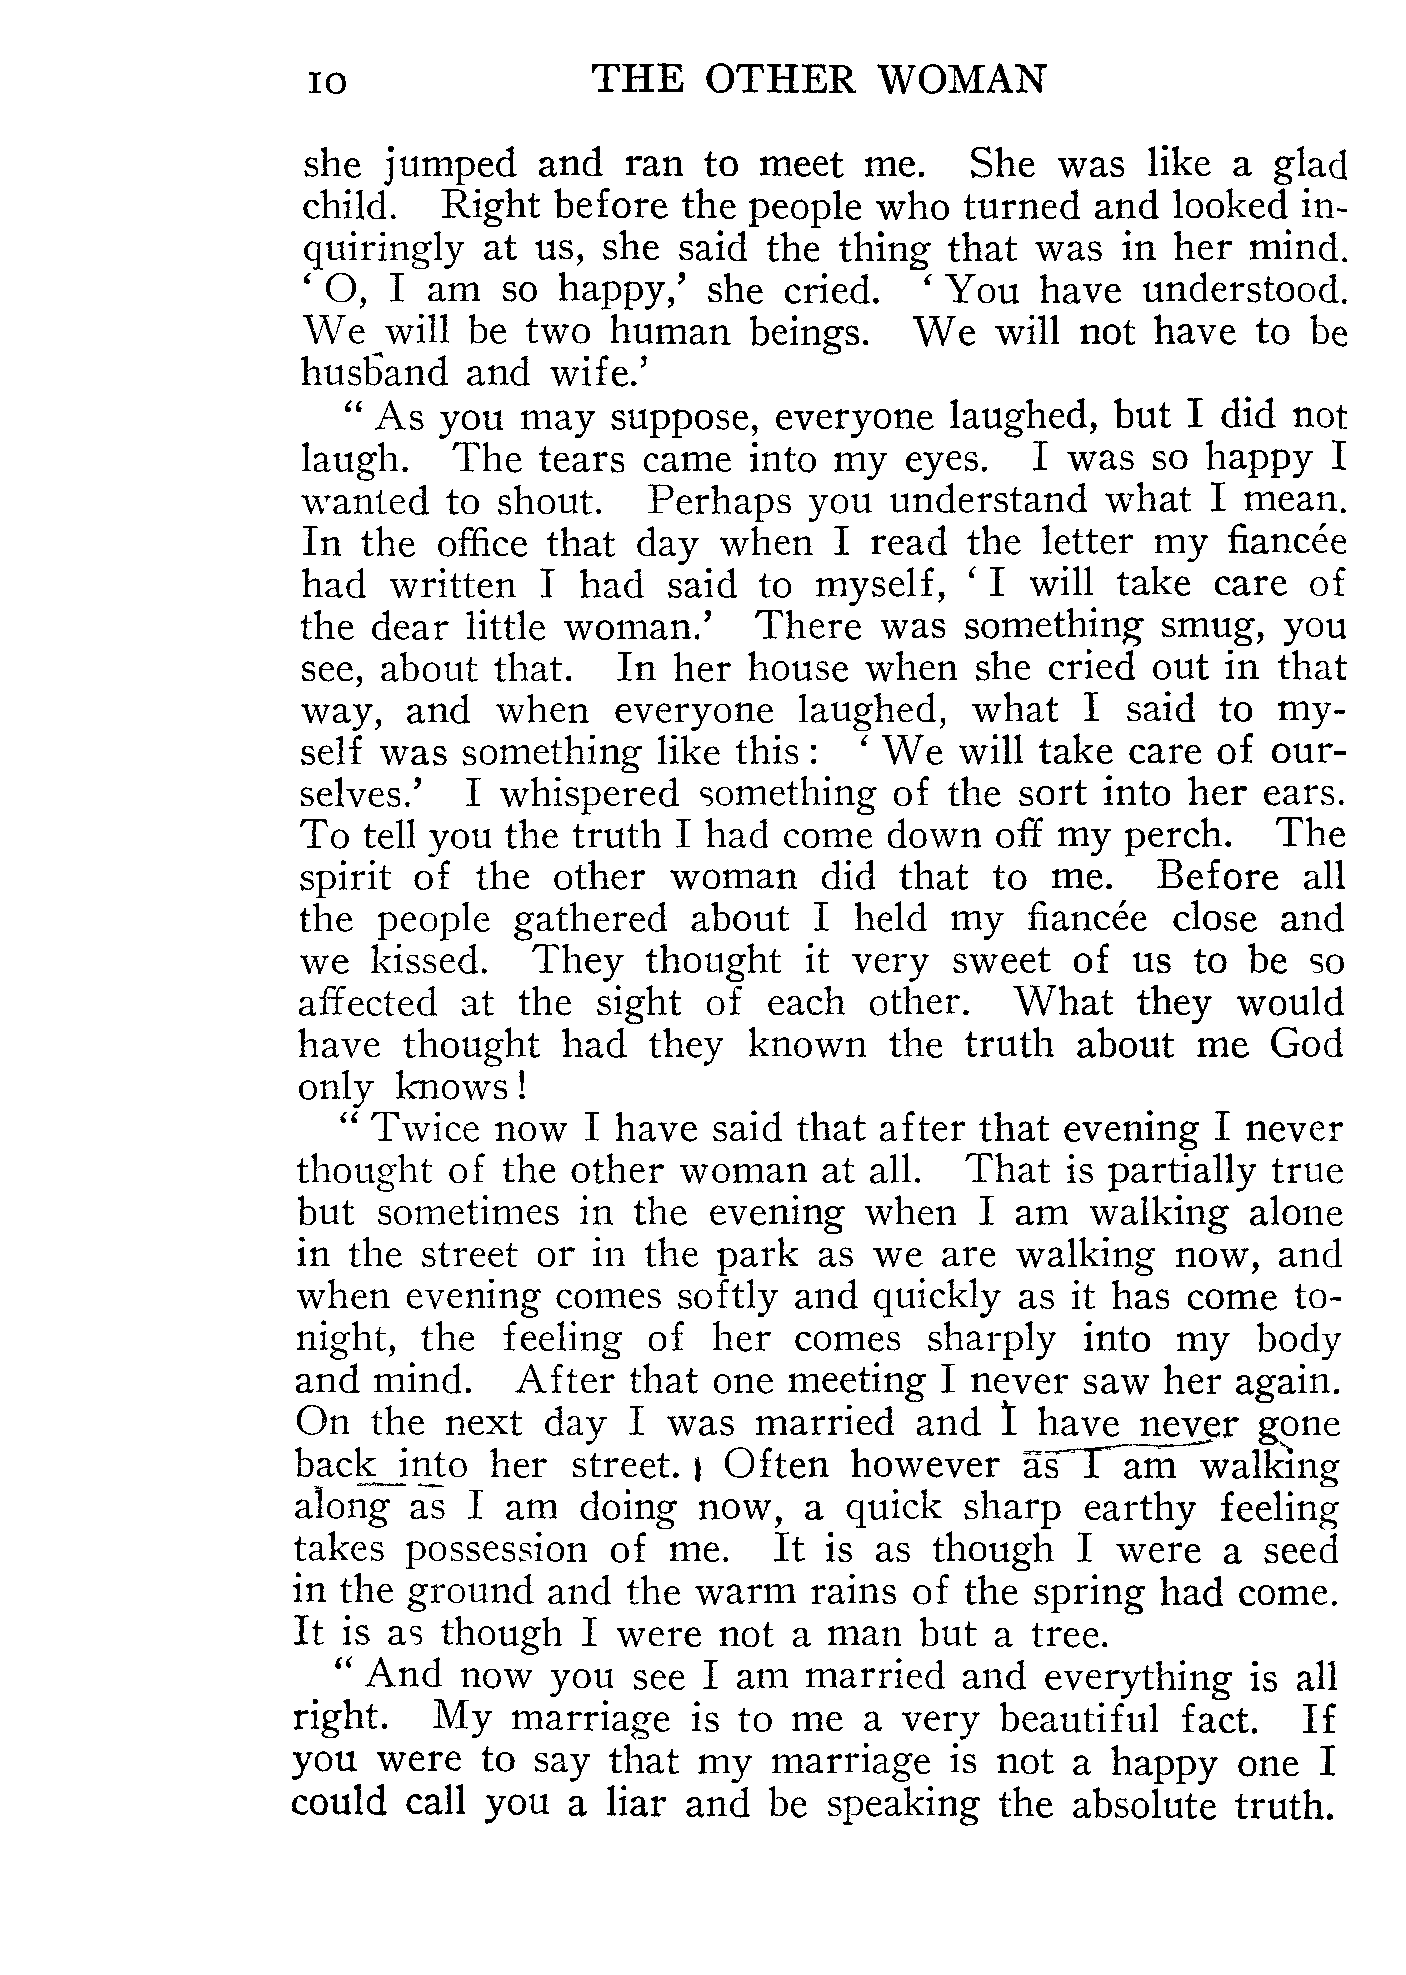 10 THE OTHER WOMAN
she jumped and ran to meet me. She was like a glad
child. Right before the people who turned and looked in-
quiringly at us, she said the thing that was in her mind.
‘ O, I am so happy,’ she cried. ‘ You have understood.
We will be two human beings. We will not have to be
husband and wife.’
“ As you may suppose, everyone laughed, but I did not
laugh. The tears came into my eyes. I was so happy I
wanted to shout. Perhaps you understand what I mean.
In the office that day when I read the letter my fiancée
had written I had said to myself, ‘ I will take care of
the dear little woman.’ There was something smug, you
see, about that. In her house when she cried out in that
way, and when everyone laughed, what I said to my-
self was something like this : ‘ We will take care of our-
selves.’ I whispered something of the sort into her ears.
To tell you the truth I had come down off my perch. The
spirit of the other woman did that to me. Before all
the people gathered about I held my fiancée close and
we kissed. They thought it very sweet of us to be so
affected at the sight of each other. What they would
have thought had they known the truth about me God
only knows !
“ Twice now I have said that after that evening I never
thought of the other woman at all. That is partially true
but sometimes in the evening when I am walking alone
in the street or in the park as we are walking now, and
when evening comes softly and quickly as it has come to-
night, the feeling of her comes sharply into my body
and mind. After that one meeting I never saw her again.
On the next day I was married and I have never gone
back into her street. Often however as I am walking
along as I am doing now, a quick sharp earthy feeling
takes possession of me. It is as though I were a seed
in the ground and the warm rains of the spring had come.
It is as though I were not a man but a tree.
“ And now you see I am married and everything is all
right. My marriage is to me a very beautiful fact. If
you were to say that my marriage is not a happy one I
could call you a liar and be speaking the absolute truth.